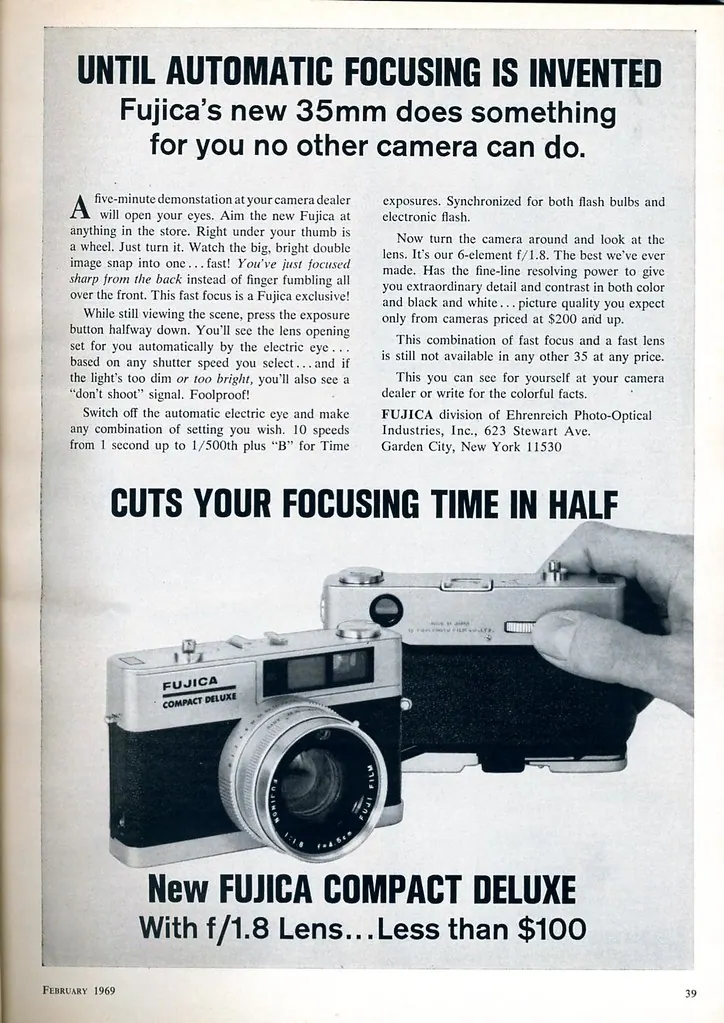 UNTIL AUTOMATIC FOCUSING IS INVENTED
Fujica's new 35mm does something
for you no other camera can do.
A five-minute demonstation at your camera dealer
will open your eyes. Aim the new Fujica at
anything in the store. Right under your thumb is
a wheel. Just turn it. Watch the big, bright double
image snap into one...fast! You've just focused
sharp from the back instead of finger fumbling all
over the front. This fast focus is a Fujica exclusive!
While still viewing the scene, press the exposure
button halfway down. You'll see the lens opening
set for you automatically by the electric eye...
based on any shutter speed you select...and if
the light's too dim or too bright, you'll also see a
"don't shoot" signal. Foolproof!
Switch off the automatic electric eye and make
any combination of setting you wish. 10 speeds
from 1 second up to 1/500th plus "B" for Time
exposures. Synchronized for both flash bulbs and
electronic flash.
Now turn the camera around and look at the
lens. It's our 6-element f/1.8. The best we've ever
made. Has the fine-line resolving power to give
you extraordinary detail and contrast in both color
and black and white...picture quality you expect
only from cameras priced at $200 and up.
This combination of fast focus and a fast lens
is still not available in any other 35 at any price.
This you can see for yourself at your camera
dealer or write for the colorful facts.
FUJICA division of Ehrenreich Photo-Optical
Industries, Inc., 623 Stewart Ave.
Garden City, New York 11530
CUTS YOUR FOCUSING TIME IN HALF
MADE IN JAPAN
FUJICA
COMPACT DELUXE
FUJINON 1:1.8 f=4.5cm FUJI FILM
New FUJICA COMPACT DELUXE
With f/1.8 Lens...Less than $100
FEBRUARY 1969
39